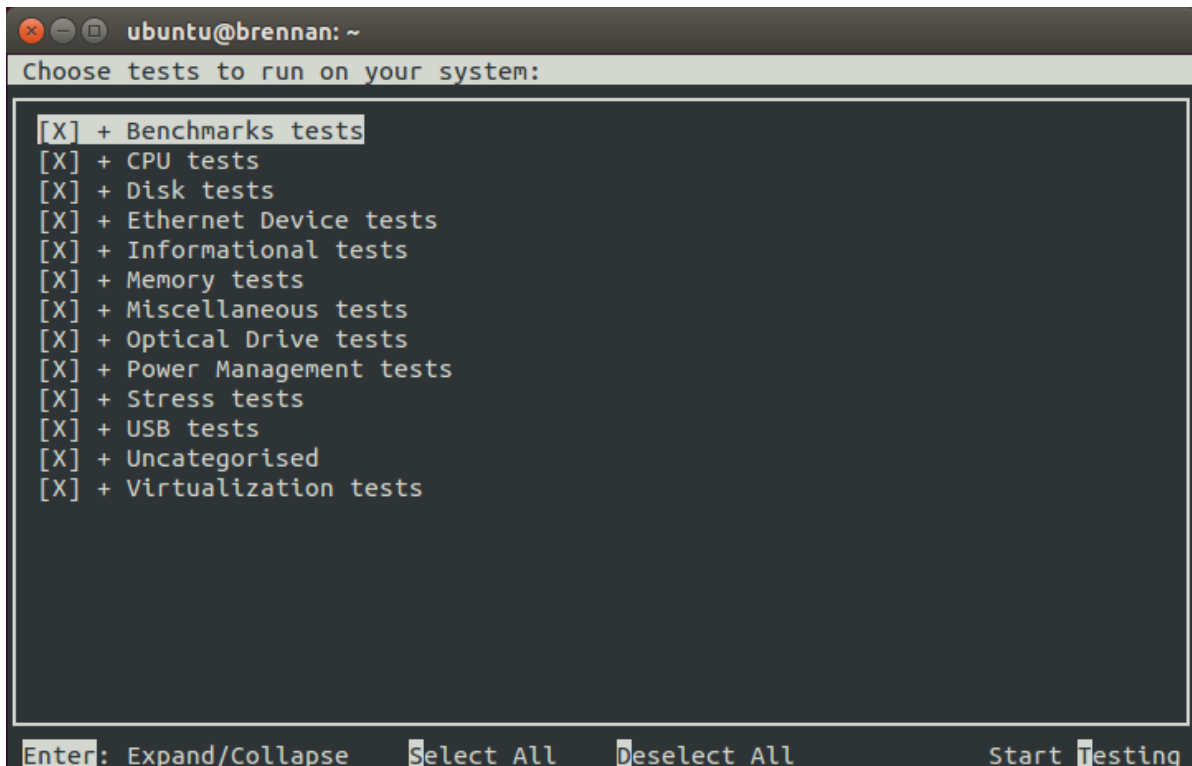 ubuntu@brennan: ~
Choose tests to run on your system:
[X] + Benchmarks tests
[X] + CPU tests
[X] + Disk tests
[X] + Ethernet Device tests
[X] + Informational tests
[X] + Memory tests
[X] + Miscellaneous tests
[X] + Optical Drive tests
[X] + Power Management tests
[X] + Stress tests
[X] + USB tests
[X] + Uncategorised
[X] + Virtualization tests
Enter: Expand/Collapse Select All Deselect All Start Testing